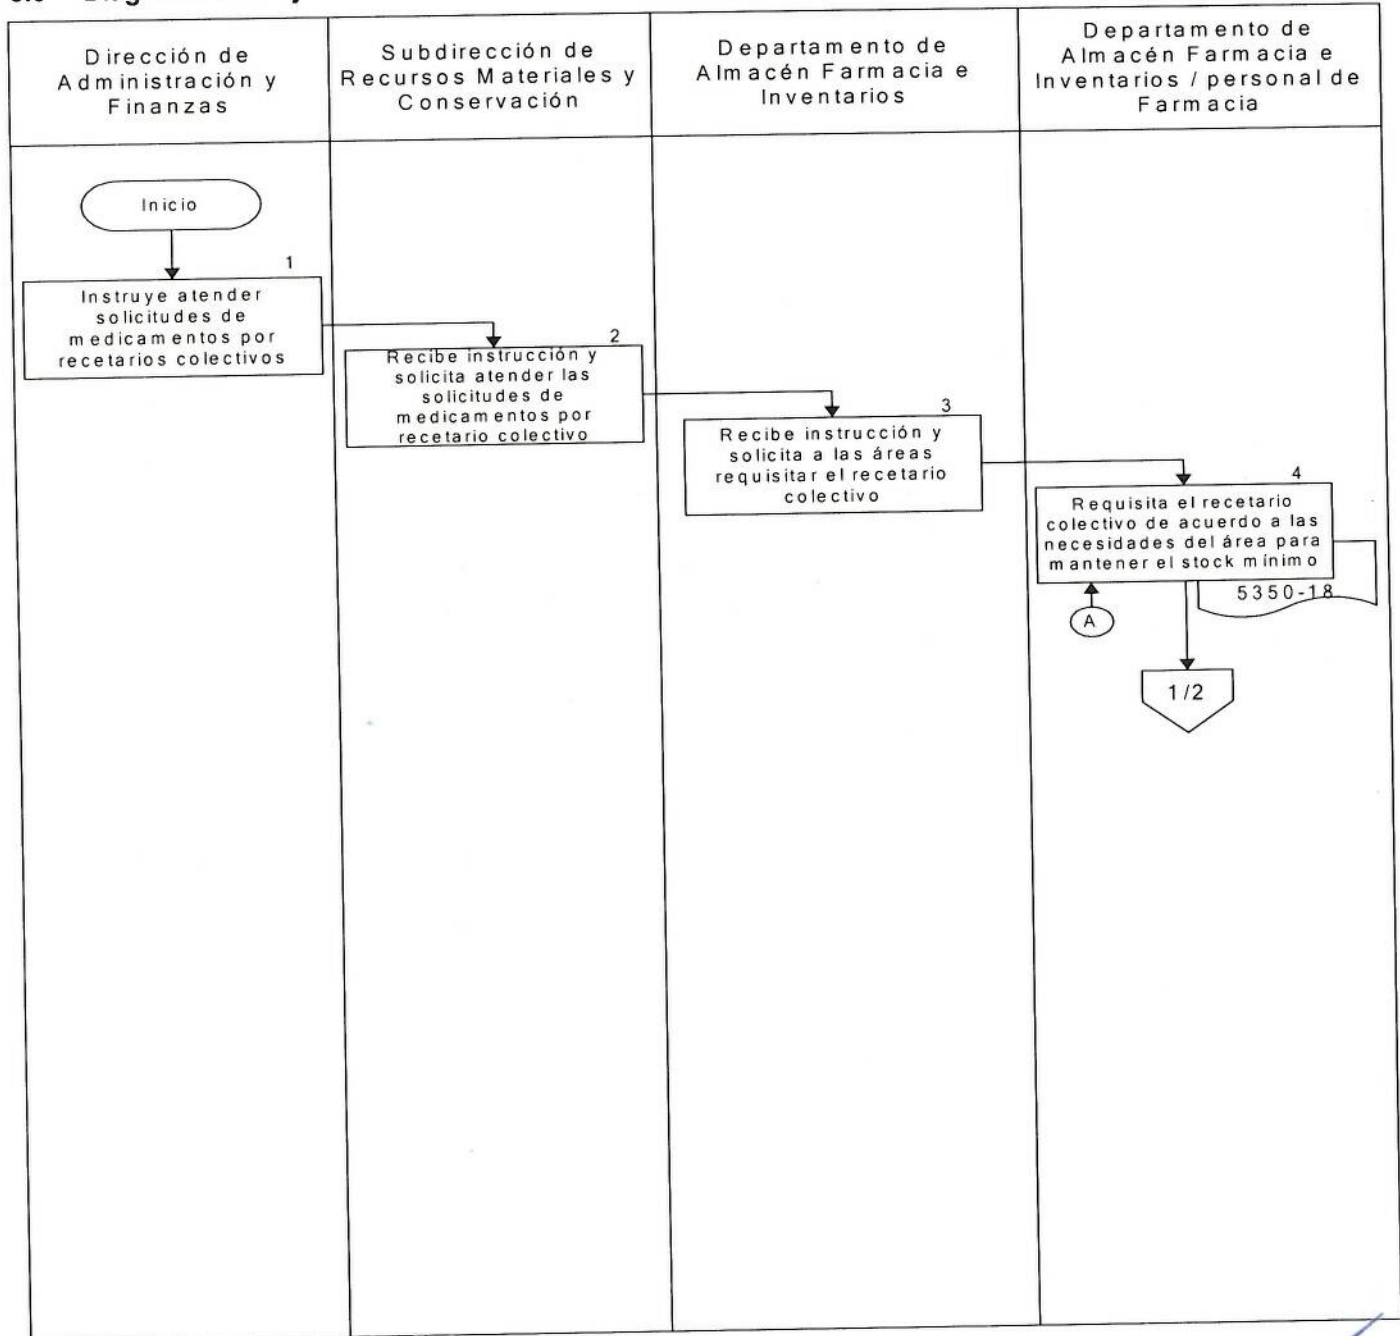 Dirección de
Administración y
Finanzas
Subdirección de
Recursos Materiales y
Conservación
Departamento de
Almacén Farmacia e
Inventarios
Departamento de
Almacén Farmacia e
Inventarios / personal de
Farmacia
Inicio
1
Instruye atender
solicitudes de
medicamentos por
recetarios colectivos
2
Recibe instrucción y
solicita atender las
solicitudes de
medicamentos por
recetario colectivo
3
Recibe instrucción y
solicita a las áreas
requisitar el recetario
colectivo
4
Requisita el recetario
colectivo de acuerdo a las
necesidades del área para
mantener el stock mínimo
5350-18
A
1/2